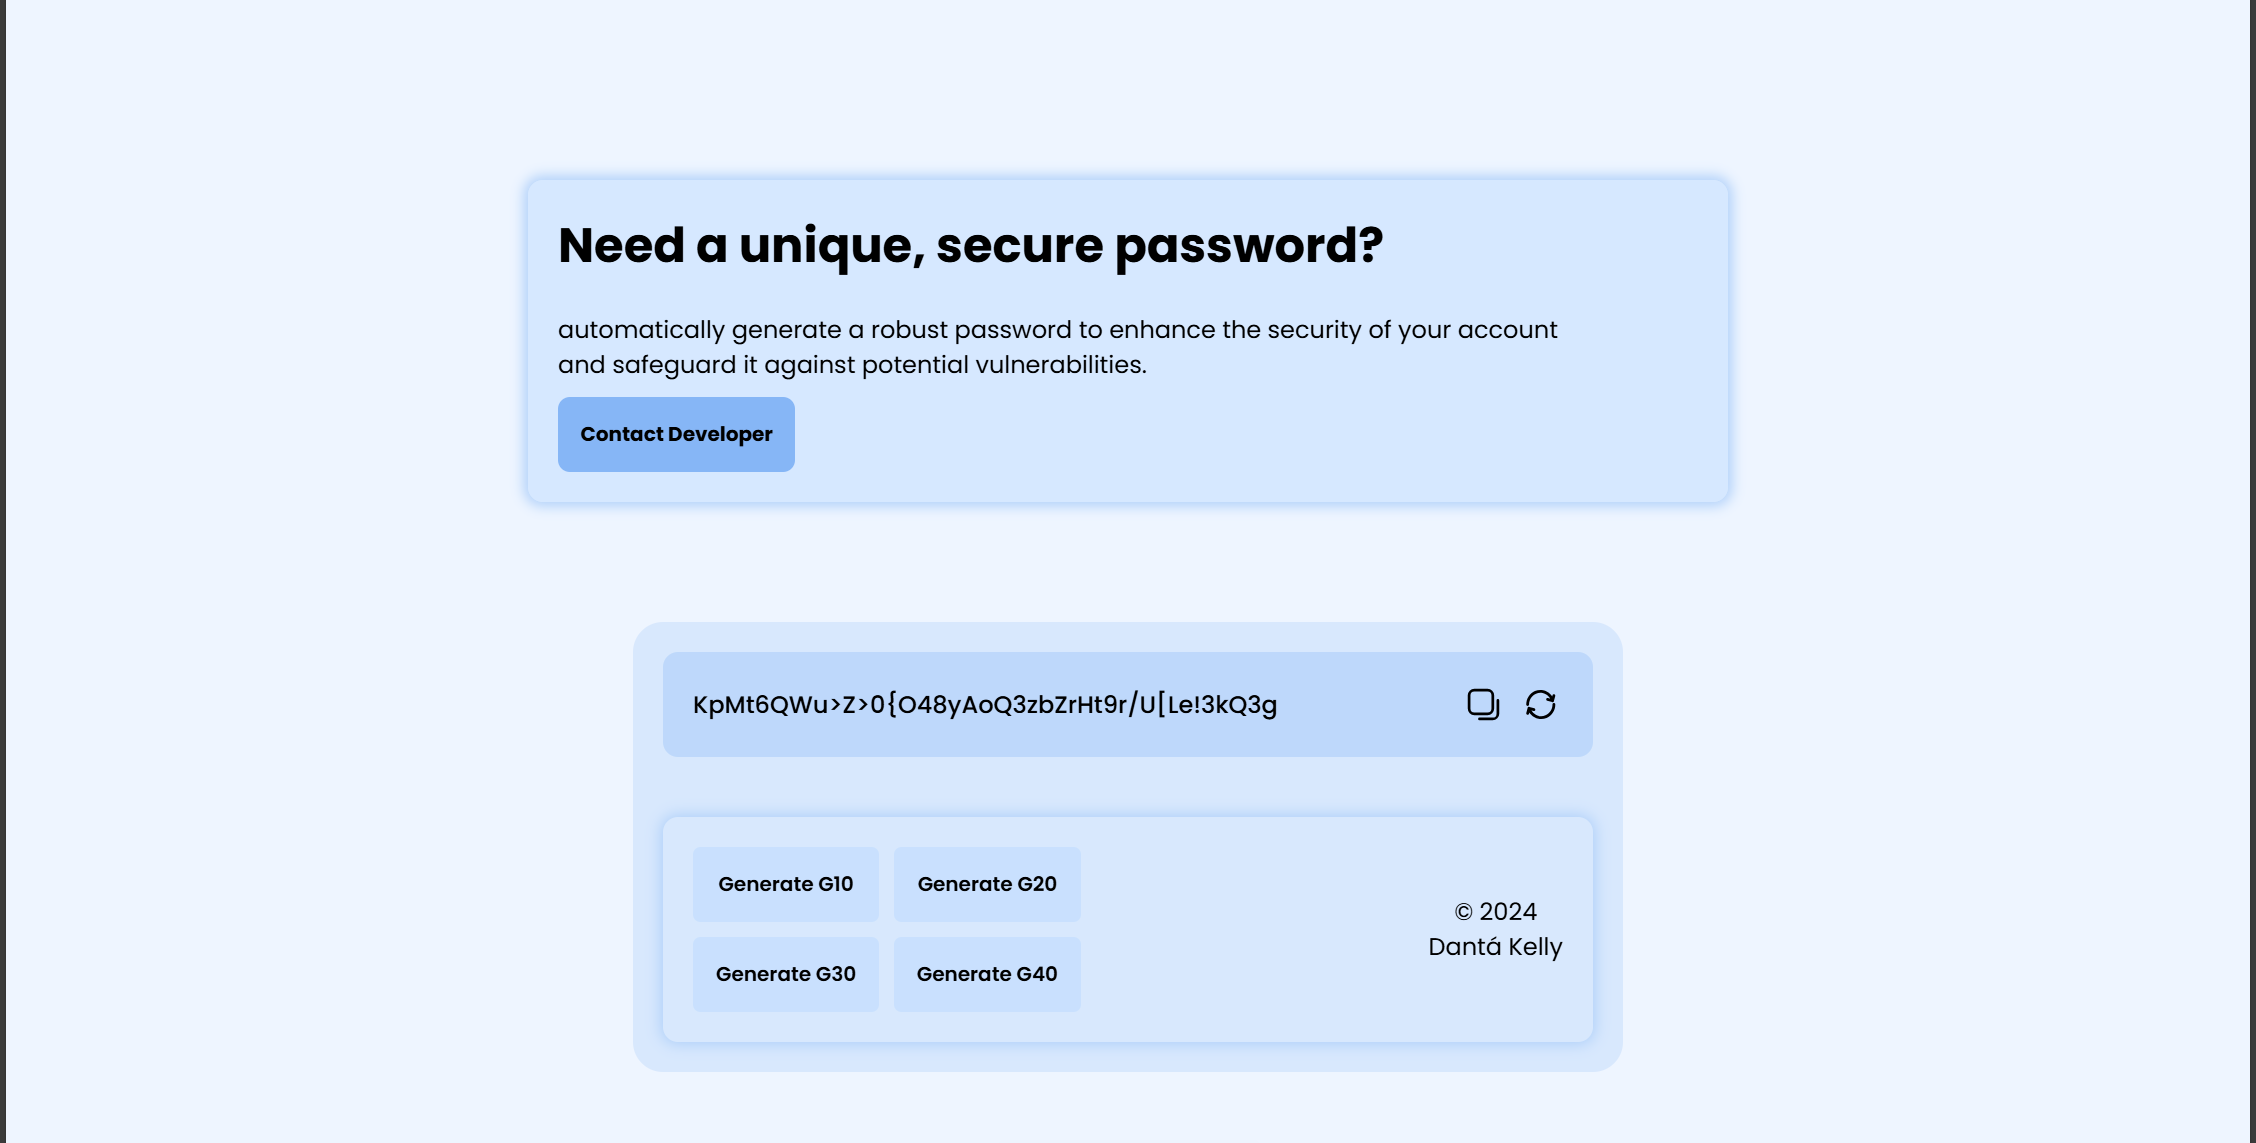 Need a unique, secure password?
automatically generate a robust password to enhance the security of your account
and safeguard it against potential vulnerabilities.
Contact Developer
KpMt6QWu>Z>0{O48yAoQ3zbZrHt9r/U[Le!3kQ3g
Generate G10
Generate G20
Generate G30
Generate G40
© 2024
Dantá Kelly